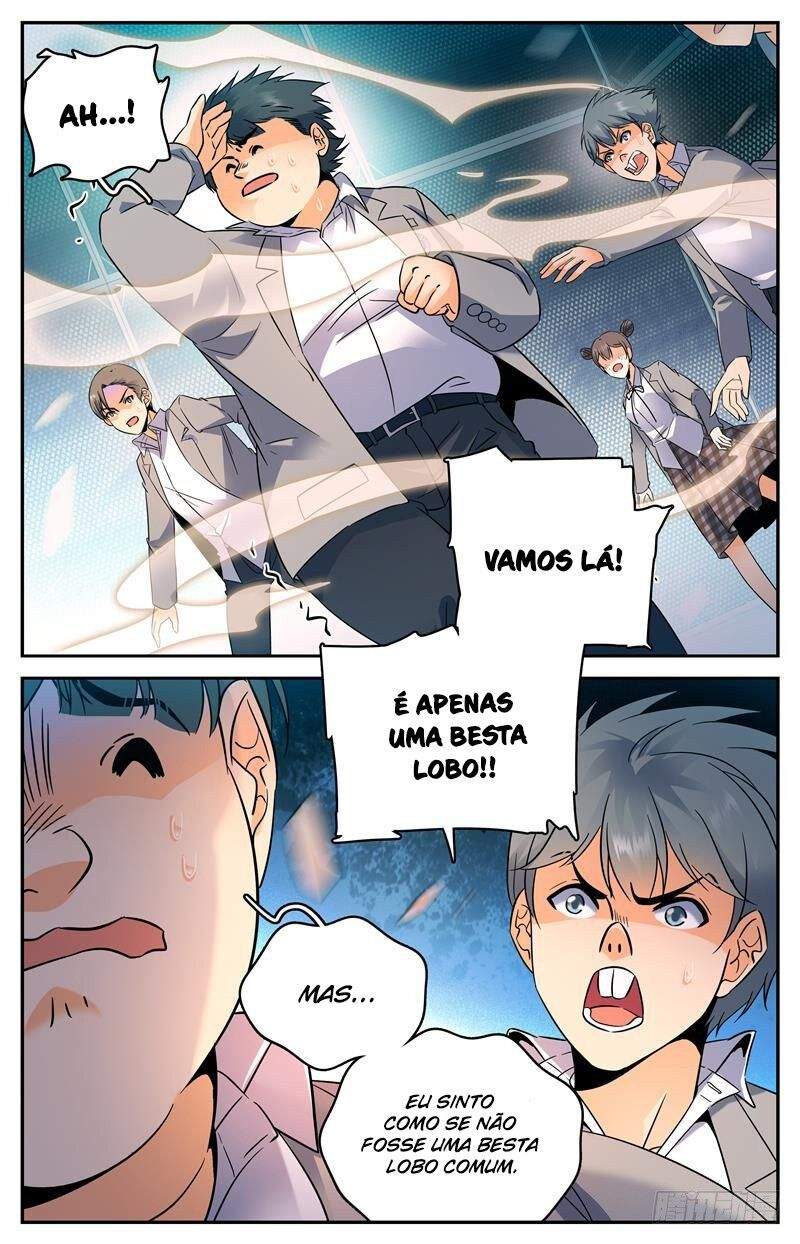 AH...!
VAMOS LÁ!
É APENAS
UMA BESTA
LOBO!!
MAS...
EU SINTO
COMO SE NÃO
FOSSE UMA BESTA
LOBO COMUM.